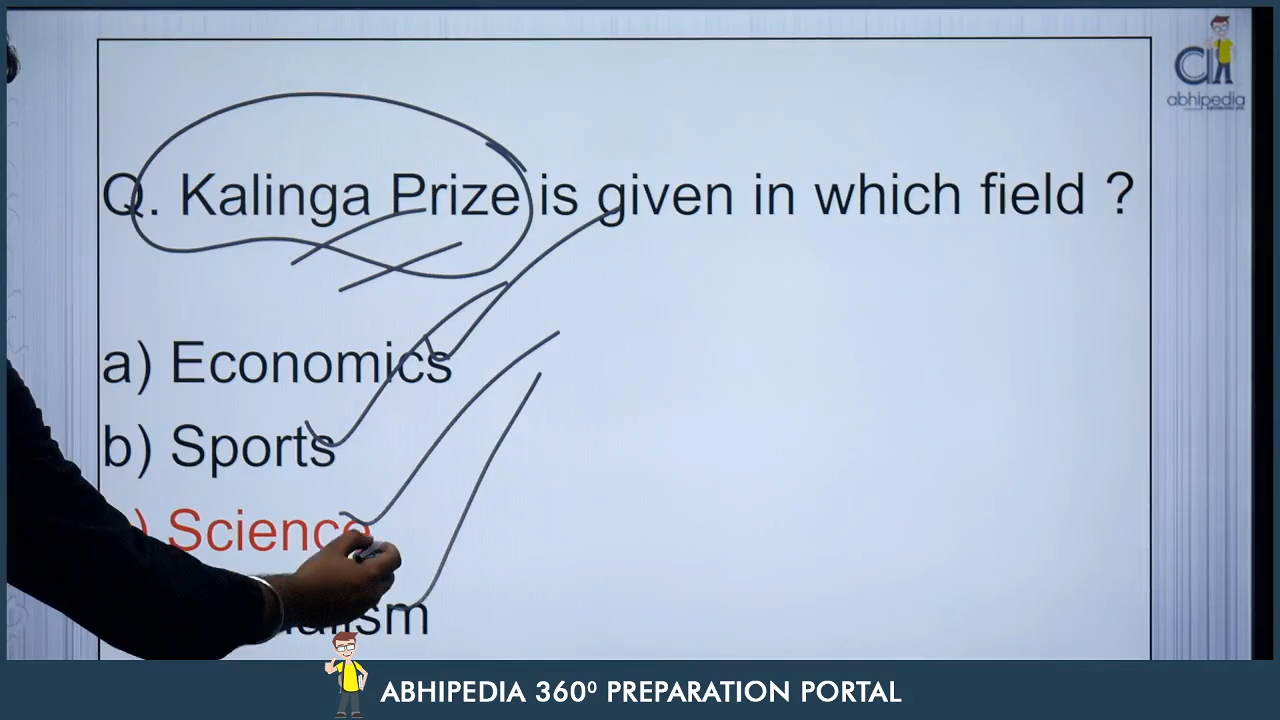 abhipedia
Q. Kalinga Prize is given in which field ?
a) Economics
b) Sports
) Science
ABHIPEDIA 360⁰ PREPARATION PORTAL